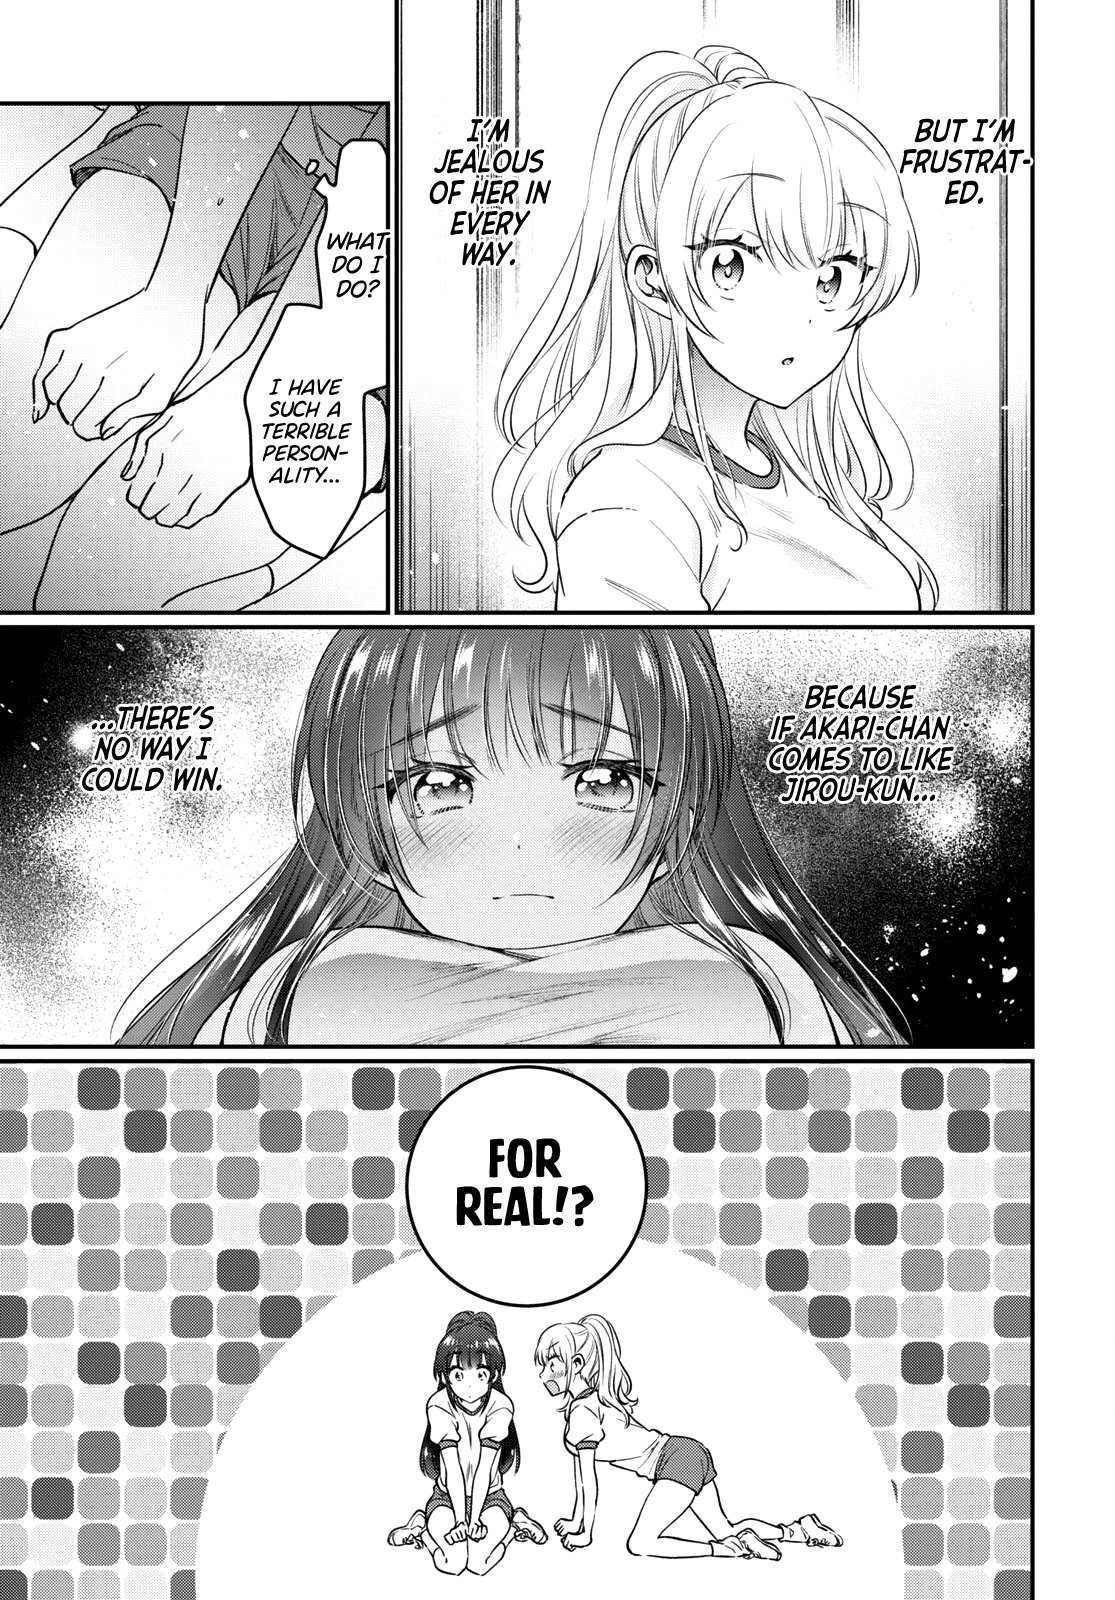 BUT I'M
FRUSTRAT-
ED.
I'M
JEALOUS
OF HER IN
EVERY
WAY.
WHAT
DO I
DO?
I HAVE
SUCH A
TERRIBLE
PERSON-
ALITY...
BECAUSE
IF AKARI-CHAN
COMES TO LIKE
JIROU-KUN...
...THERE'S
NO WAY I
COULD WIN.
FOR
REAL!?